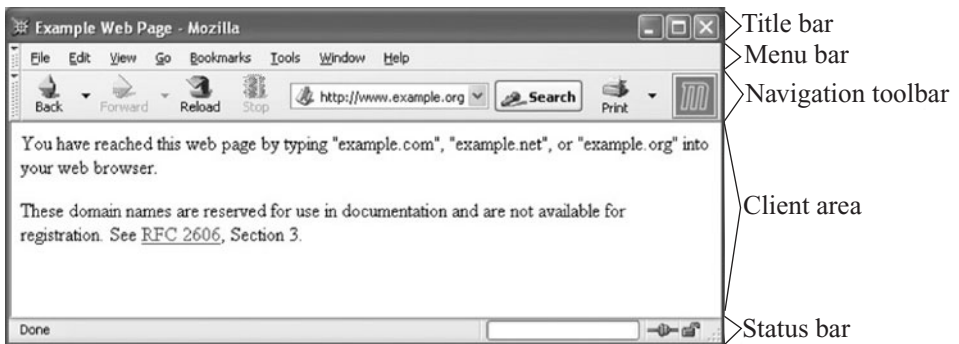 Example Web Page - Mozilla
Title bar
File Edit View Go Bookmarks Tools Window Help
Menu bar
Back Forward Reload Stop http://www.example.org Search Print
Navigation toolbar
You have reached this web page by typing "example.com", "example.net", or "example.org" into
your web browser.
These domain names are reserved for use in documentation and are not available for
registration. See RFC 2606, Section 3.
Client area
Done
Status bar